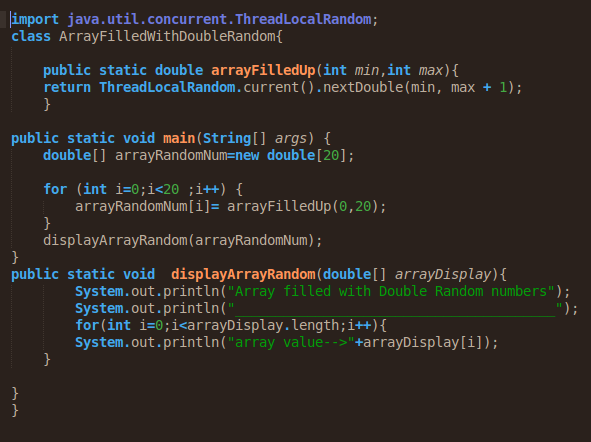 import java.util.concurrent.ThreadLocalRandom;
class ArrayFilledWithDoubleRandom{
public static double arrayFilledUp(int min,int max){
return ThreadLocalRandom.current().nextDouble(min, max + 1);
}
public static void main(String[] args) {
double[] arrayRandomNum=new double[20];
for (int i=0;i<20 ;i++) {
arrayRandomNum[i]= arrayFilledUp(0,20);
}
displayArrayRandom(arrayRandomNum);
}
public static void  displayArrayRandom(double[] arrayDisplay){
System.out.println("Array filled with Double Random numbers");
System.out.println("________________________________________");
for(int i=0;i<arrayDisplay.length;i++){
System.out.println("array value-->"+arrayDisplay[i]);
}
}
}